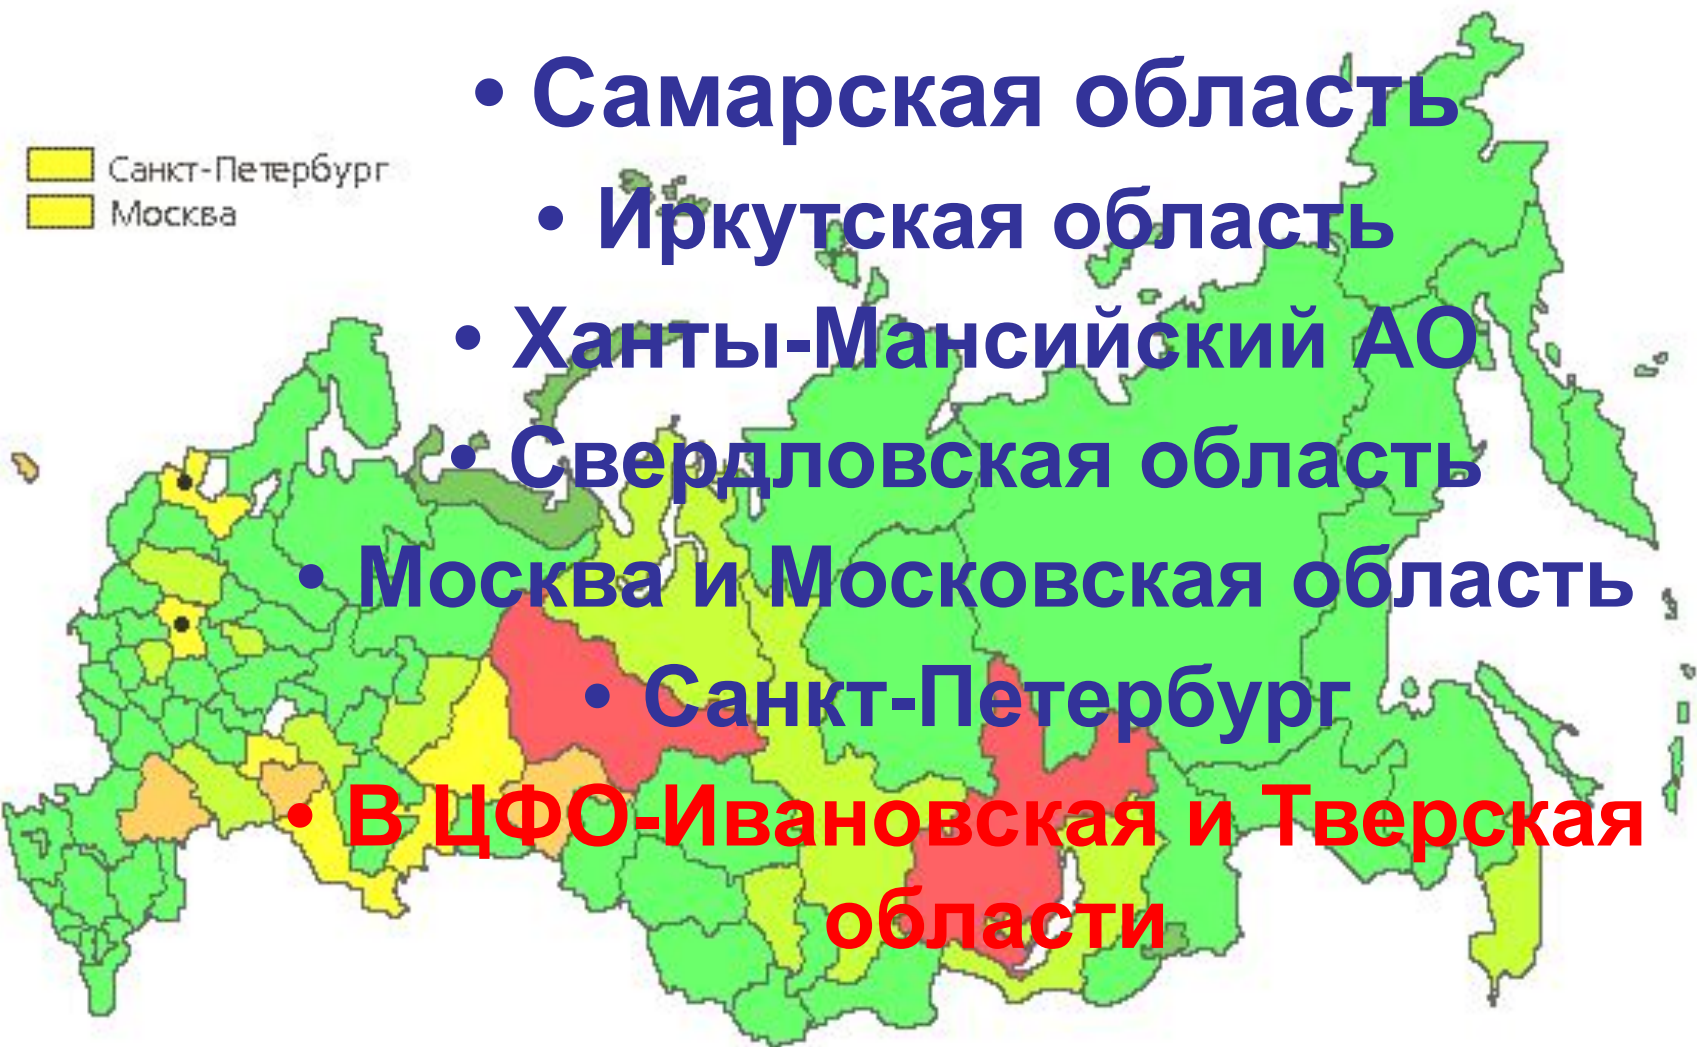 • Самарская область
Санкт-Петербург
Москва
• Иркутская область
• Ханты-Мансийский АО
• Свердловская область
• Москва и Московская область
• Санкт-Петербург
• В ЦФО-Ивановская и Тверская
области